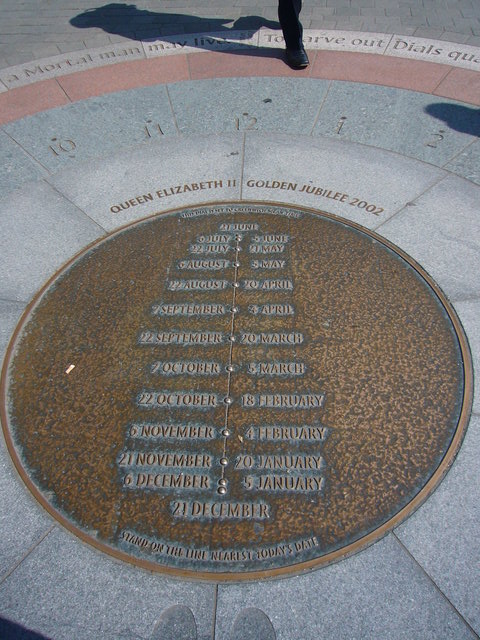 a Mortal man may live. To carve out Dials qua
10 11 12 1 2
QUEEN ELIZABETH II GOLDEN JUBILEE 2002
21 JUNE
6 JULY 5 JUNE
22 JULY 21 MAY
6 AUGUST 5 MAY
22 AUGUST 20 APRIL
7 SEPTEMBER 4 APRIL
22 SEPTEMBER 20 MARCH
7 OCTOBER 5 MARCH
22 OCTOBER 18 FEBRUARY
6 NOVEMBER 4 FEBRUARY
21 NOVEMBER 20 JANUARY
6 DECEMBER 5 JANUARY
21 DECEMBER
STAND ON THE LINE NEAREST TODAY'S DATE